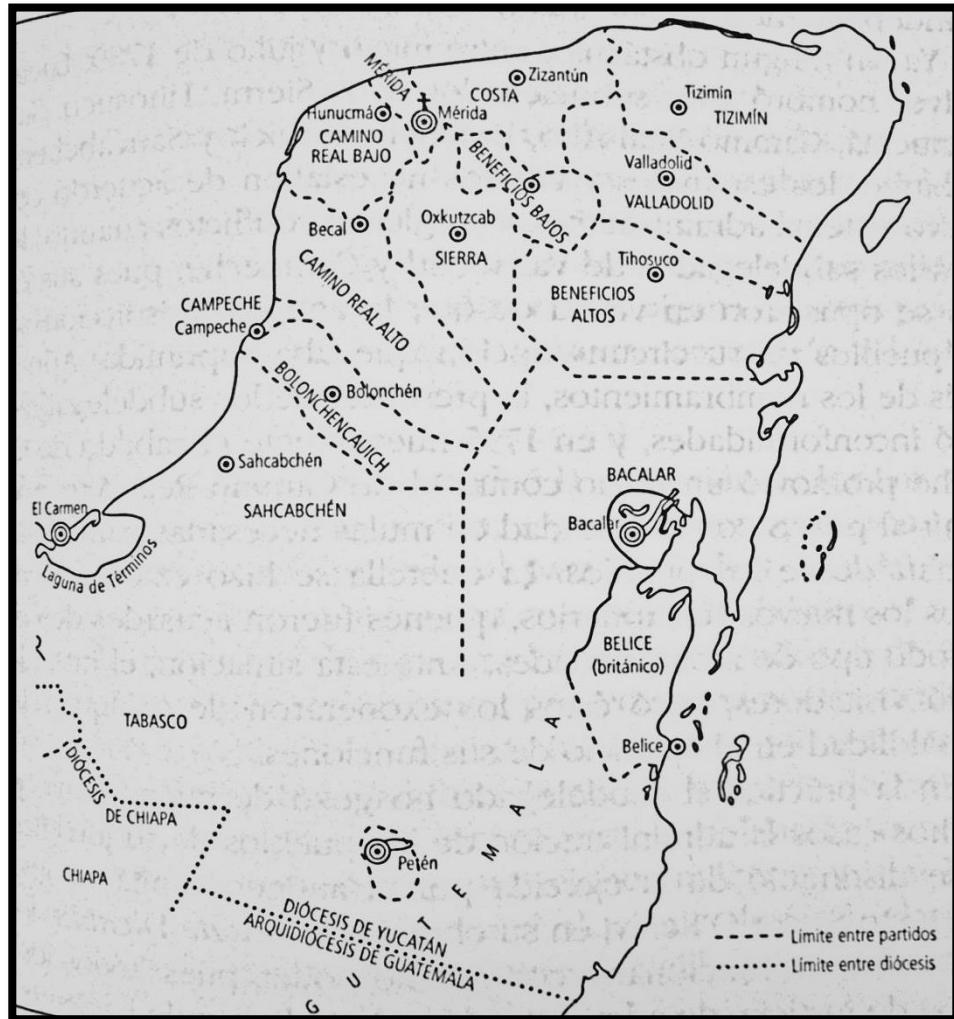 MÉRIDA
Zizantún
COSTA
Tizimín
TIZIMÍN
Hunucmá
Mérida
CAMINO
REAL BAJO
BENEFICIOS BAJOS
Valladolid
VALLADOLID
Becal
Oxkutzcab
SIERRA
Tihosuco
BENEFICIOS
ALTOS
CAMINO REAL ALTO
CAMPECHE
Campeche
BOLONCHENCAUICH
Bolonchén
Sahcabchén
SAHCABCHÉN
BACALAR
Bacalar
El Carmen
Laguna de Términos
BELICE
(británico)
Belice
TABASCO
DIÓCESIS
DE CHIAPA
CHIAPA
Petén
GUATEMALA
DIÓCESIS DE YUCATÁN
ARQUIDIÓCESIS DE GUATEMALA
Límite entre partidos
Límite entre diócesis